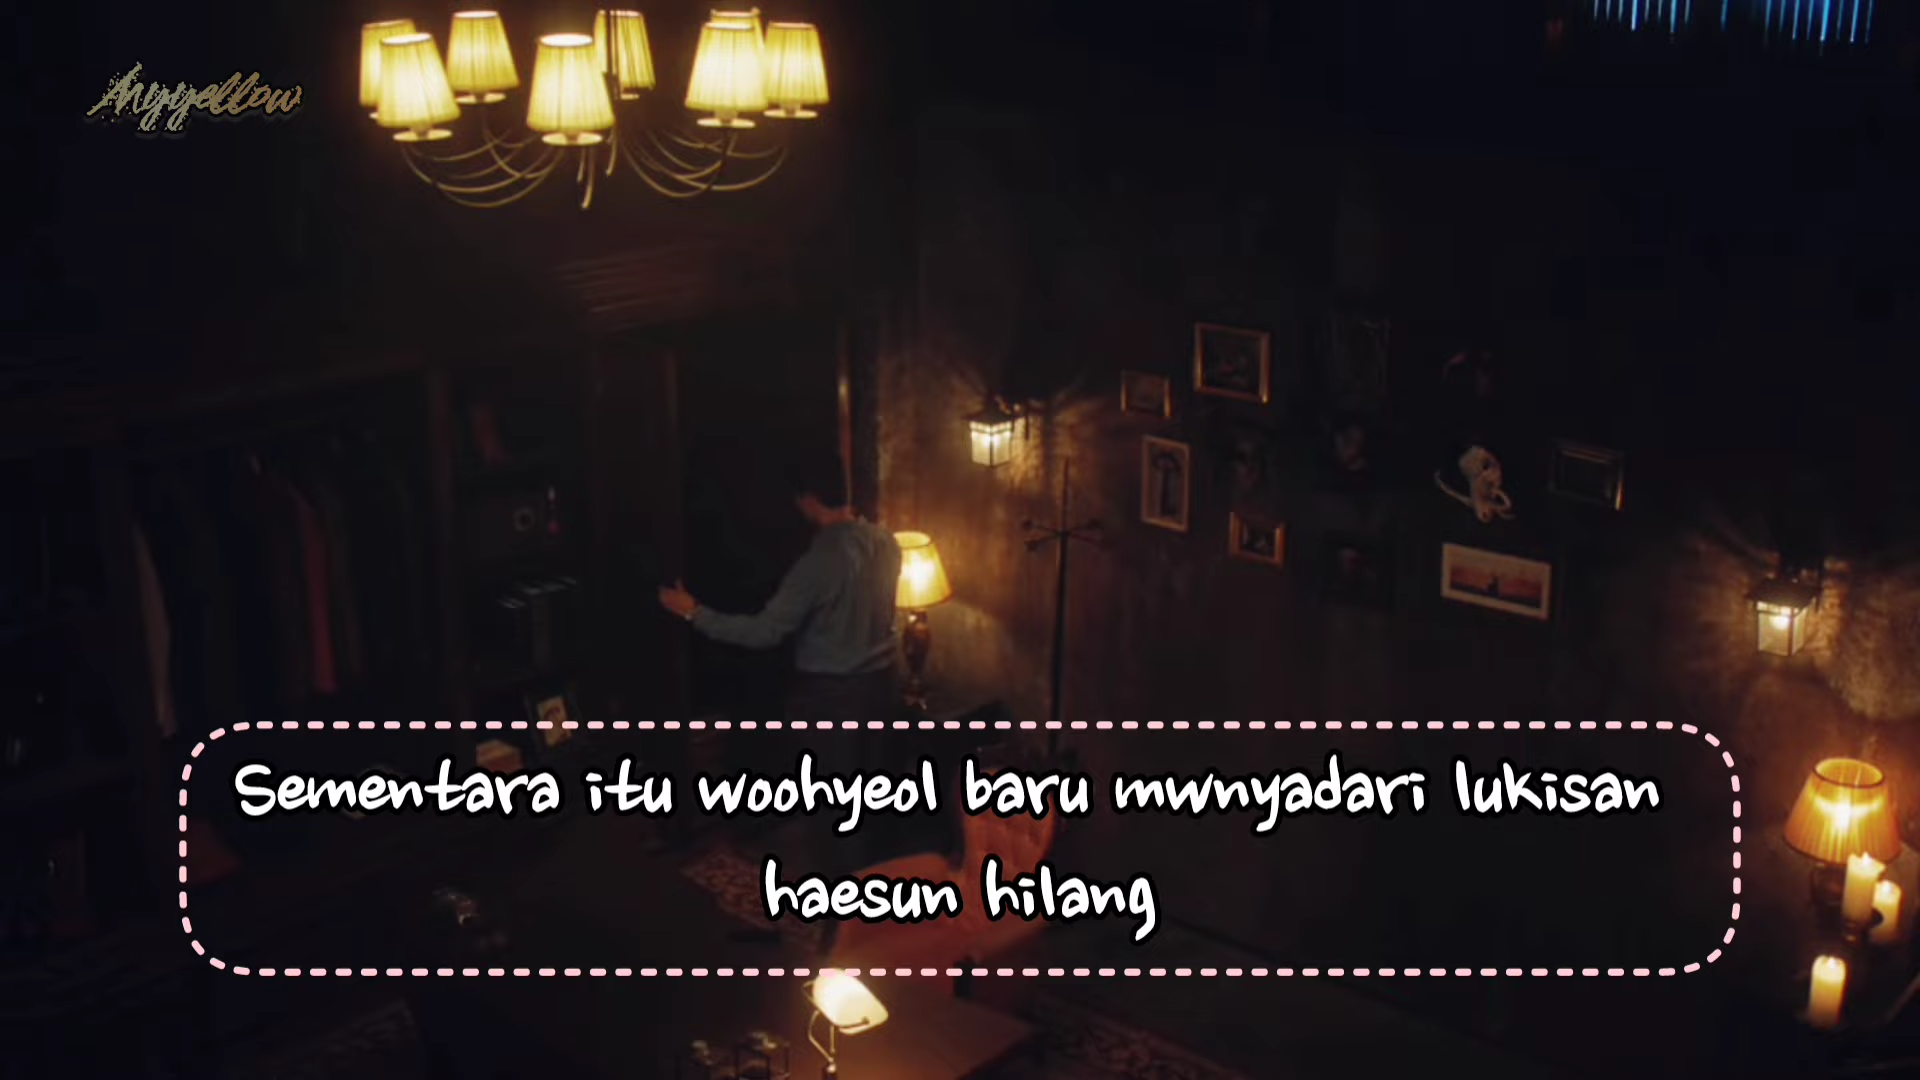 Anyyellow
Sementara itu woohyeol baru mwnyadari lukisan
haesun hilang